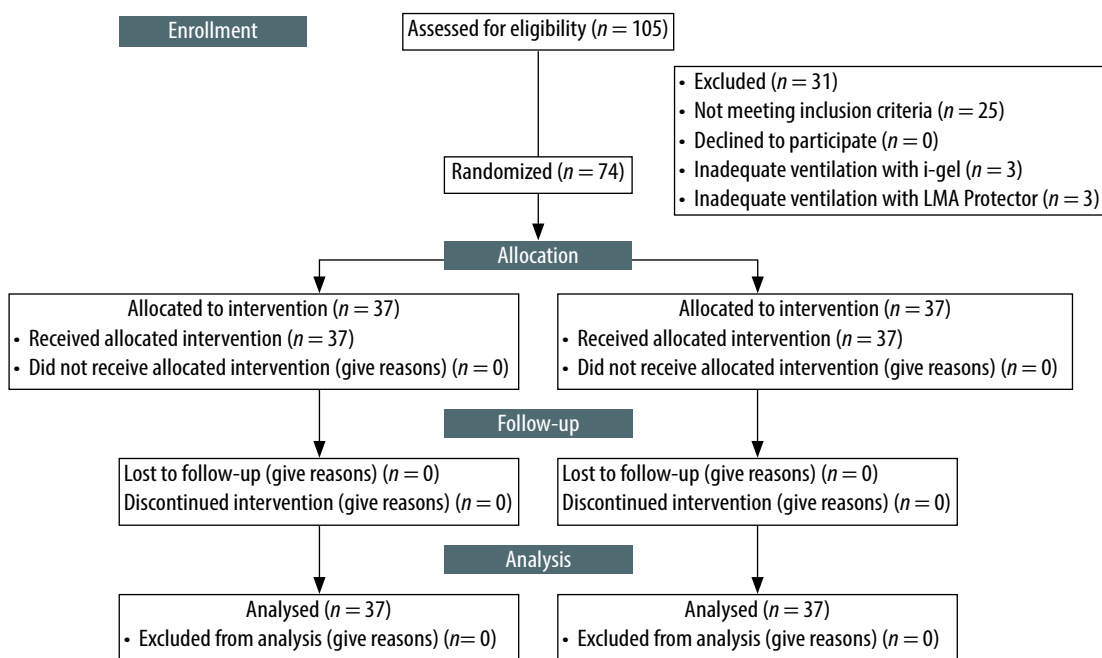 Enrollment
Assessed for eligibility (n = 105)
• Excluded (n = 31)
• Not meeting inclusion criteria (n = 25)
• Declined to participate (n = 0)
• Inadequate ventilation with i-gel (n = 3)
• Inadequate ventilation with LMA Protector (n = 3)
Randomized (n = 74)
Allocation
Allocated to intervention (n = 37)
• Received allocated intervention (n = 37)
• Did not receive allocated intervention (give reasons) (n = 0)
Allocated to intervention (n = 37)
• Received allocated intervention (n = 37)
• Did not receive allocated intervention (give reasons) (n = 0)
Follow-up
Lost to follow-up (give reasons) (n = 0)
Discontinued intervention (give reasons) (n = 0)
Lost to follow-up (give reasons) (n = 0)
Discontinued intervention (give reasons) (n = 0)
Analysis
Analysed (n = 37)
• Excluded from analysis (give reasons) (n= 0)
Analysed (n = 37)
• Excluded from analysis (give reasons) (n = 0)